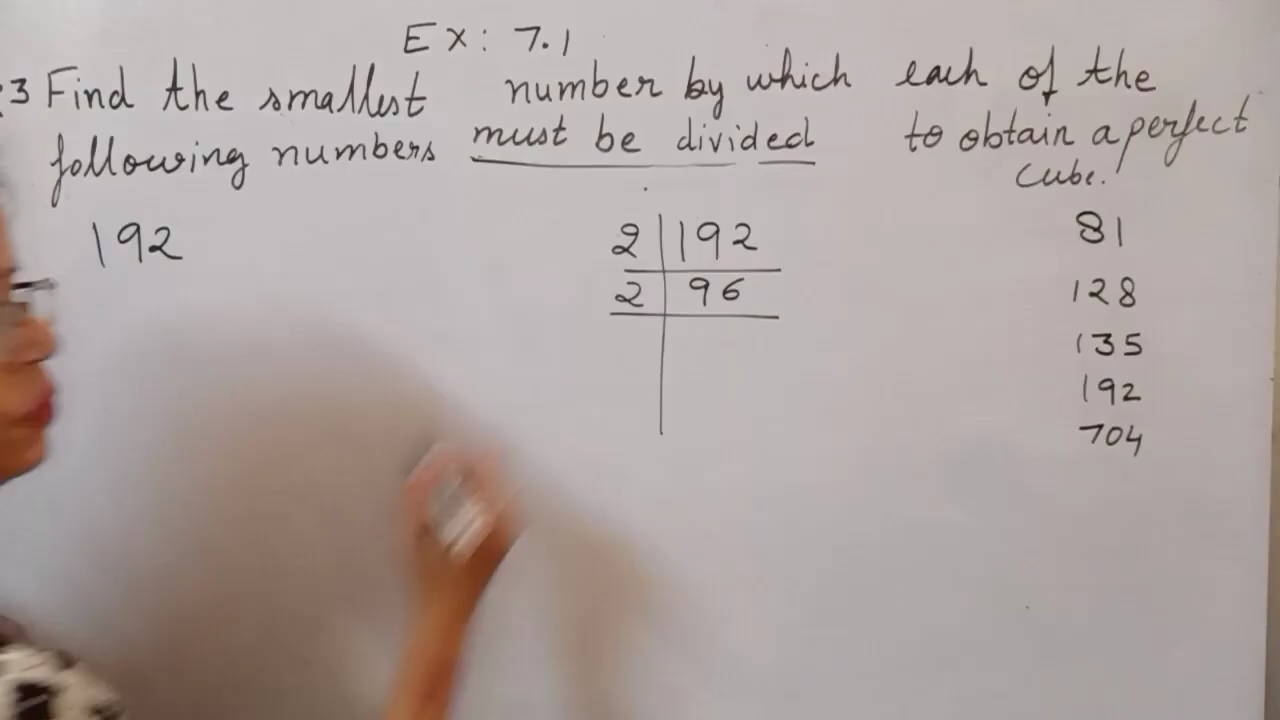 Ex: 7.1
3 Find the smallest number by which each of the
following numbers must be divided to obtain a perfect
cube.
192
2 | 192
2 | 96
81
128
135
192
704